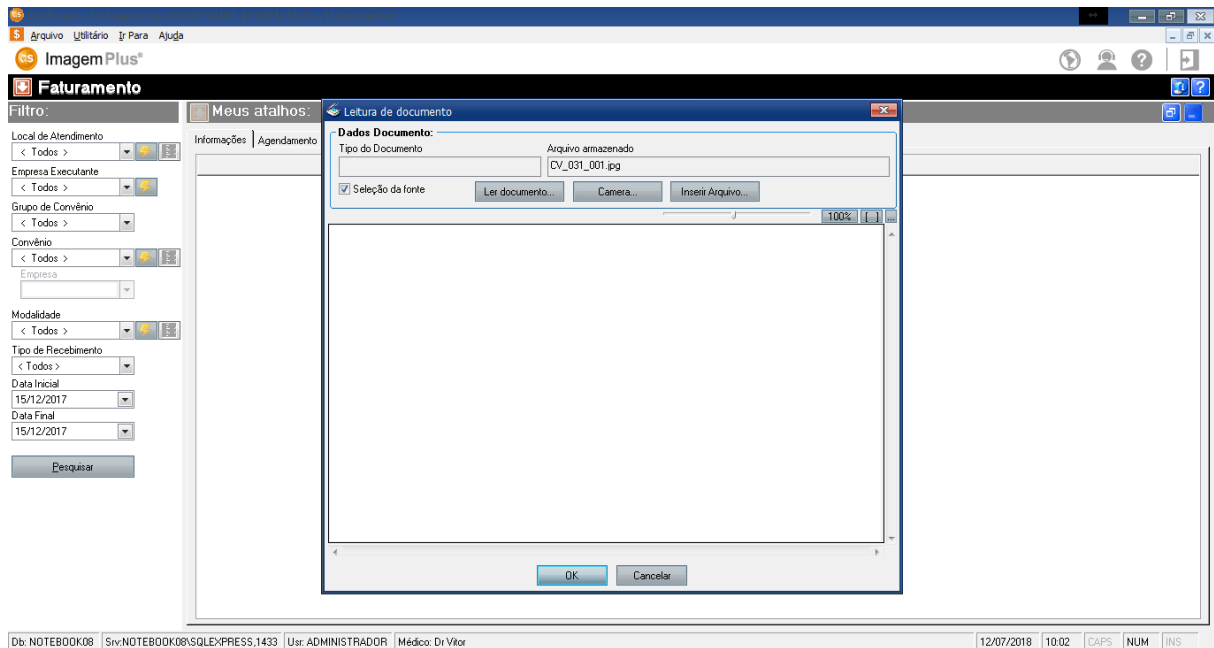 Arquivo Utilitário Ir Para Ajuda
ImagemPlus®
Faturamento
Filtro:
Local de Atendimento
< Todos >
Empresa Executante
< Todos >
Grupo de Convênio
< Todos >
Convênio
< Todos >
Empresa
Modalidade
< Todos >
Tipo de Recebimento
< Todos >
Data Inicial
15/12/2017
Data Final
15/12/2017
Pesquisar
Meus atalhos:
Informações Agendamento
Leitura de documento
Dados Documento:
Tipo do Documento Arquivo armazenado
CV_031_001.jpg
Seleção da fonte Ler documento... Camera... Inserir Arquivo...
100% [ ] ...
OK Cancelar
Db: NOTEBOOK08 Srv:NOTEBOOK08\SQLEXPRESS,1433 Usr: ADMINISTRADOR Médico: Dr Vitor 12/07/2018 10:02 CAPS NUM INS